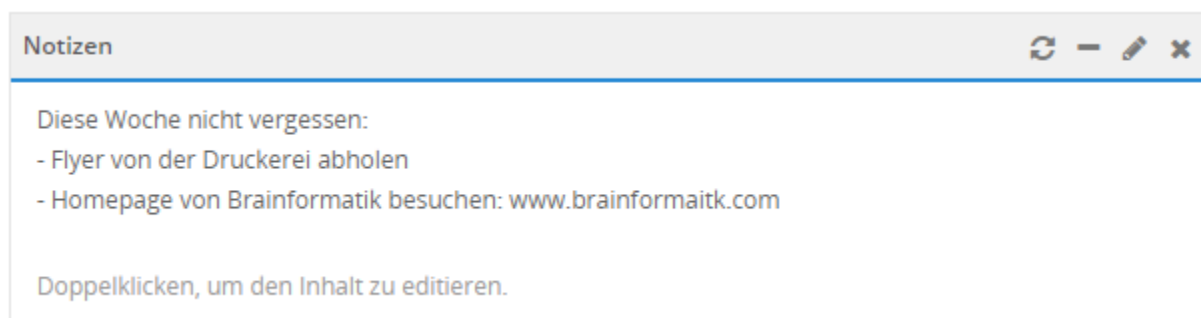 Notizen
Diese Woche nicht vergessen:
- Flyer von der Druckerei abholen
- Homepage von Brainformatik besuchen: www.brainformaitk.com
Doppelklicken, um den Inhalt zu editieren.